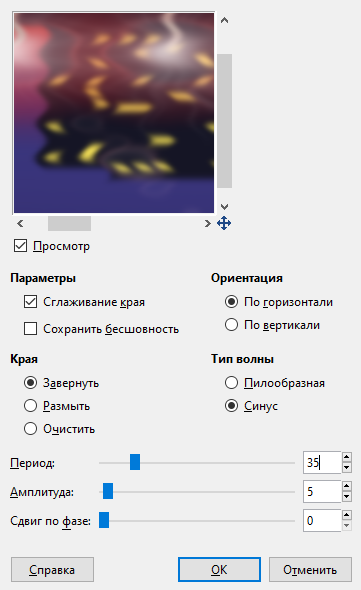 Просмотр
Параметры
Сглаживание края
Сохранить бесшовность
Ориентация
По горизонтали
По вертикали
Края
Завернуть
Размыть
Очистить
Тип волны
Пилообразная
Синус
Период: 35
Амплитуда: 5
Сдвиг по фазе: 0
Справка ОК Отменить